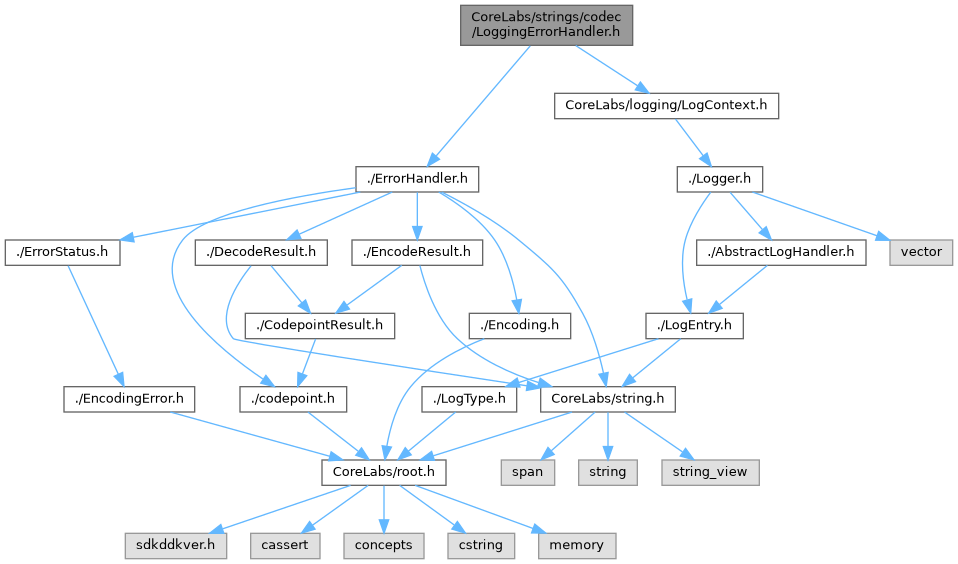 CoreLabs/strings/codec
/LoggingErrorHandler.h
CoreLabs/logging/LogContext.h
./ErrorHandler.h
./Logger.h
./ErrorStatus.h
./DecodeResult.h
./EncodeResult.h
./AbstractLogHandler.h
vector
./CodepointResult.h
./Encoding.h
./LogEntry.h
./EncodingError.h
./codepoint.h
./LogType.h
CoreLabs/string.h
CoreLabs/root.h
span
string
string_view
sdkddkver.h
cassert
concepts
cstring
memory